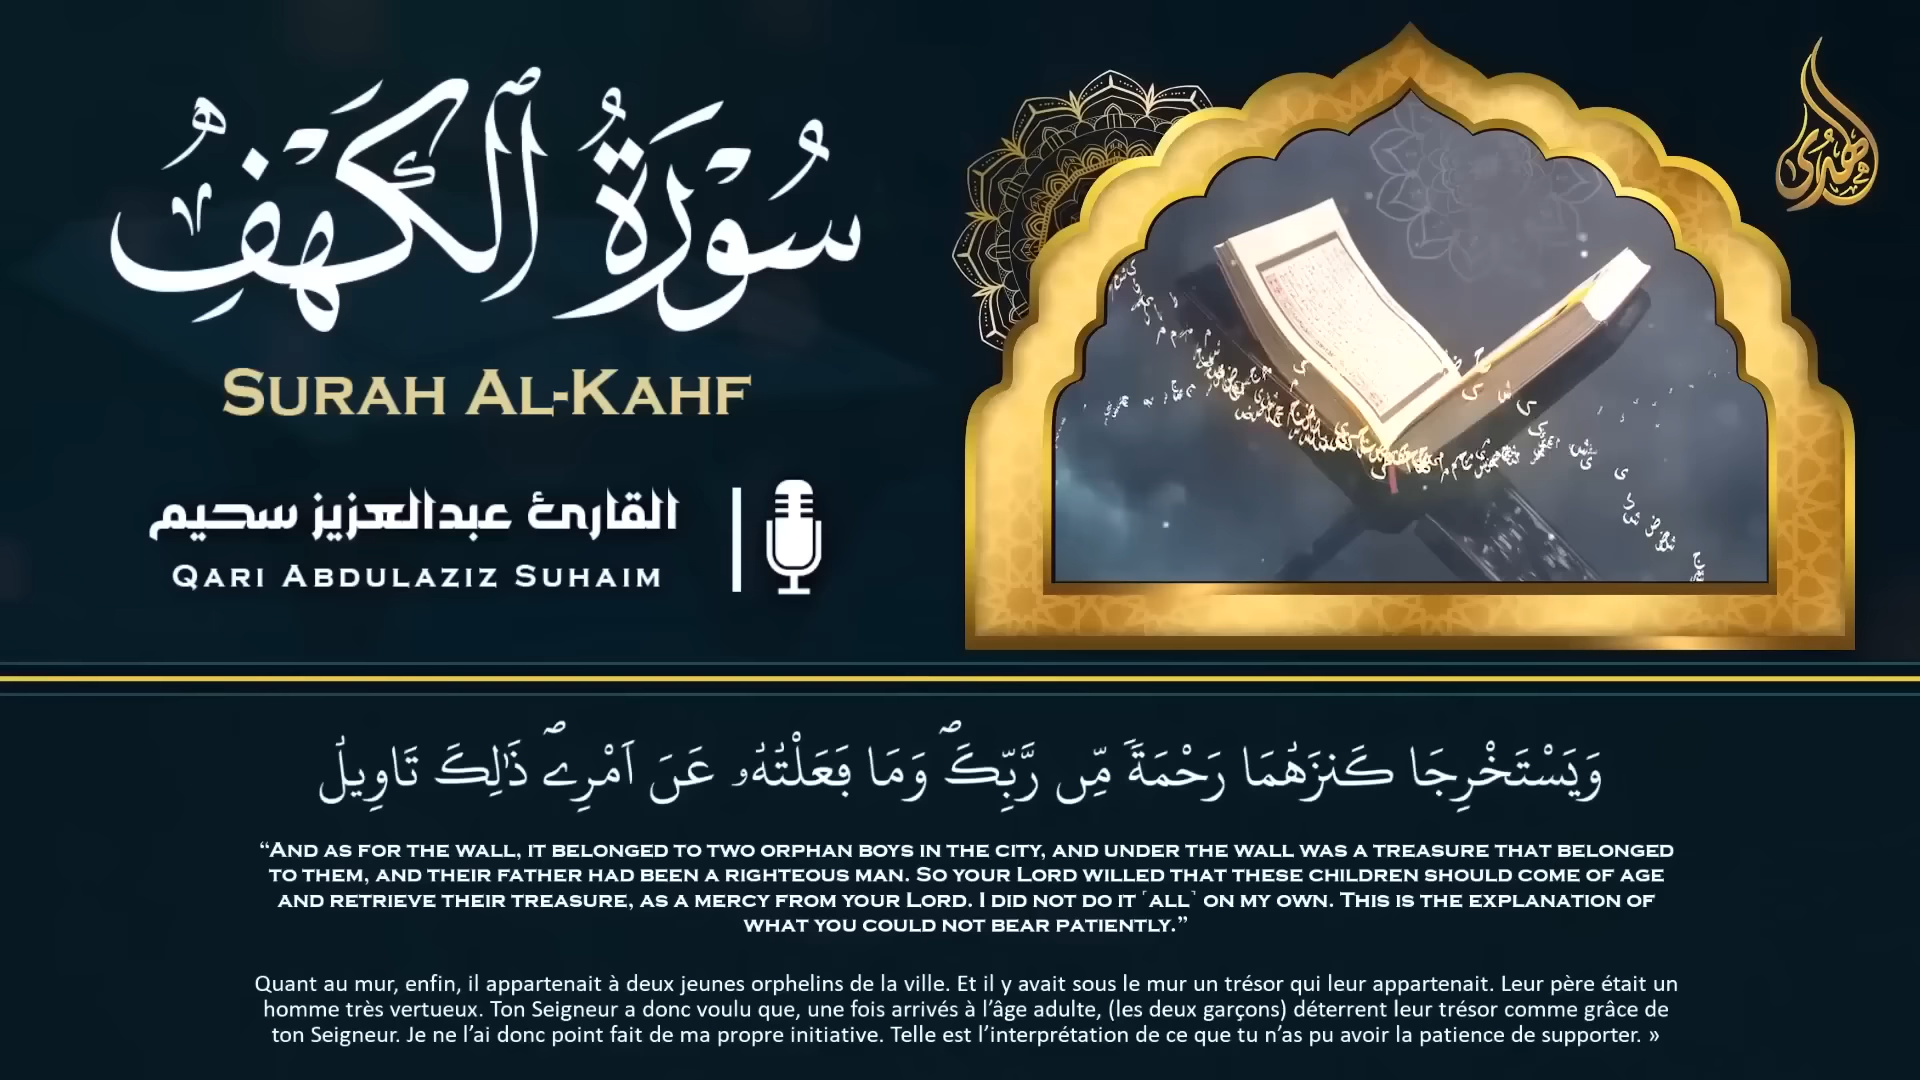 سُورَةُ ٱلْكَهْفِ
SURAH AL-KAHF
القارئ عبدالعزيز سحيم
QARI ABDULAZIZ SUHAIM
الهدى
وَيَسْتَخْرِجَا كَنزَهُمَا رَحْمَةٗ مِّن رَّبِّكَۖ وَمَا فَعَلْتُهُۥ عَنَ اَمْرِےۖ ذَٰلِكَ تَاوِيلُ
“AND AS FOR THE WALL, IT BELONGED TO TWO ORPHAN BOYS IN THE CITY, AND UNDER THE WALL WAS A TREASURE THAT BELONGED
TO THEM, AND THEIR FATHER HAD BEEN A RIGHTEOUS MAN. SO YOUR LORD WILLED THAT THESE CHILDREN SHOULD COME OF AGE
AND RETRIEVE THEIR TREASURE, AS A MERCY FROM YOUR LORD. I DID NOT DO IT ˹ALL˺ ON MY OWN. THIS IS THE EXPLANATION OF
WHAT YOU COULD NOT BEAR PATIENTLY.”
Quant au mur, enfin, il appartenait à deux jeunes orphelins de la ville. Et il y avait sous le mur un trésor qui leur appartenait. Leur père était un
homme très vertueux. Ton Seigneur a donc voulu que, une fois arrivés à l’âge adulte, (les deux garçons) déterrent leur trésor comme grâce de
ton Seigneur. Je ne l’ai donc point fait de ma propre initiative. Telle est l’interprétation de ce que tu n’as pu avoir la patience de supporter. »